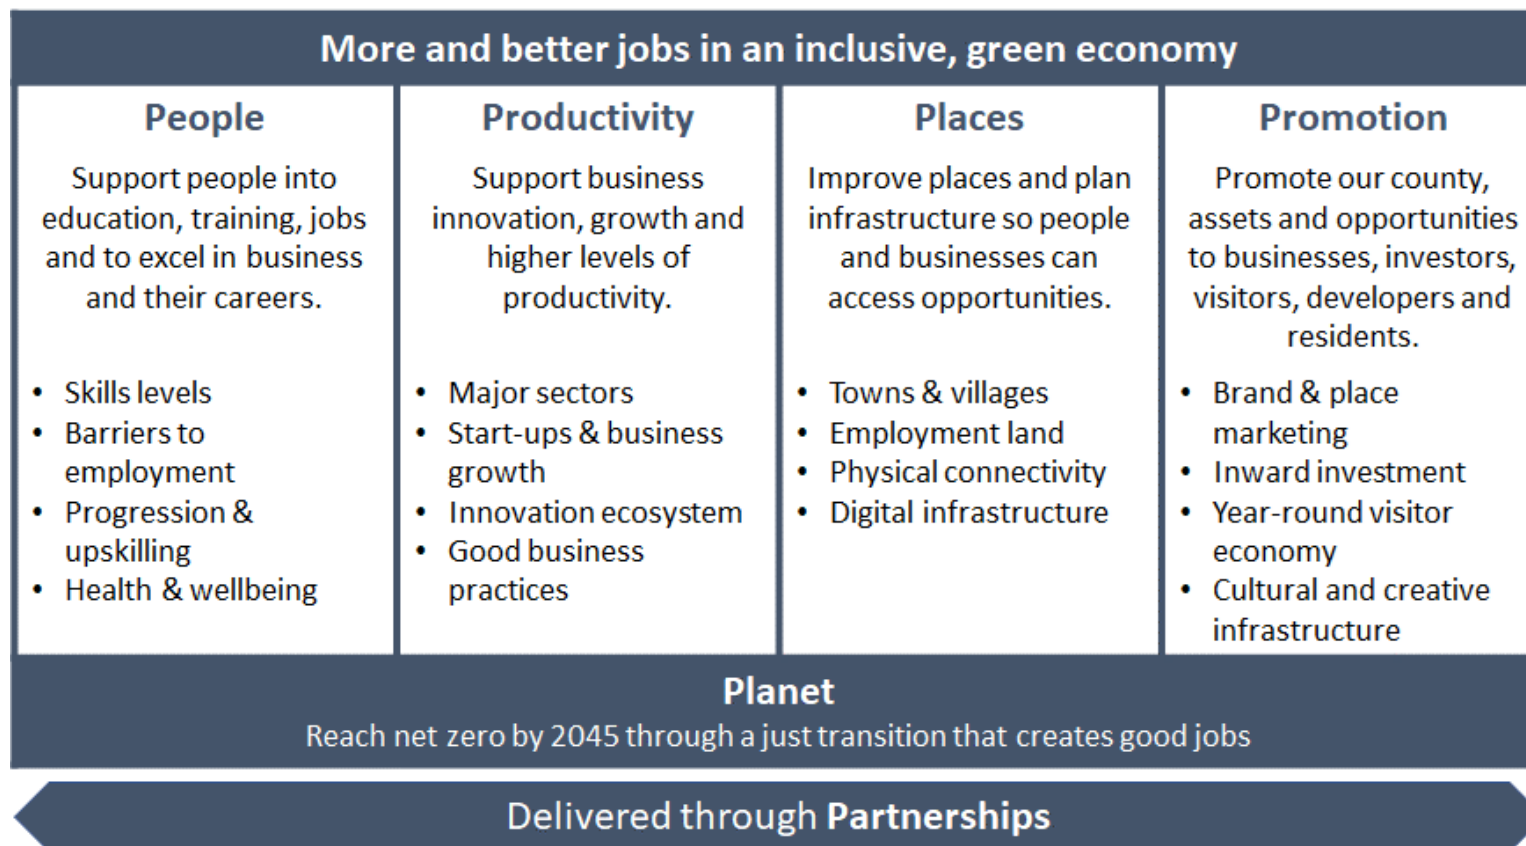 More and better jobs in an inclusive, green economy
People
Support people into
education, training, jobs
and to excel in business
and their careers.
• Skills levels
• Barriers to
employment
• Progression &
upskilling
• Health & wellbeing
Productivity
Support business
innovation, growth and
higher levels of
productivity.
• Major sectors
• Start-ups & business
growth
• Innovation ecosystem
• Good business
practices
Places
Improve places and plan
infrastructure so people
and businesses can
access opportunities.
• Towns & villages
• Employment land
• Physical connectivity
• Digital infrastructure
Promotion
Promote our county,
assets and opportunities
to businesses, investors,
visitors, developers and
residents.
• Brand & place
marketing
• Inward investment
• Year-round visitor
economy
• Cultural and creative
infrastructure
Planet
Reach net zero by 2045 through a just transition that creates good jobs
Delivered through Partnerships